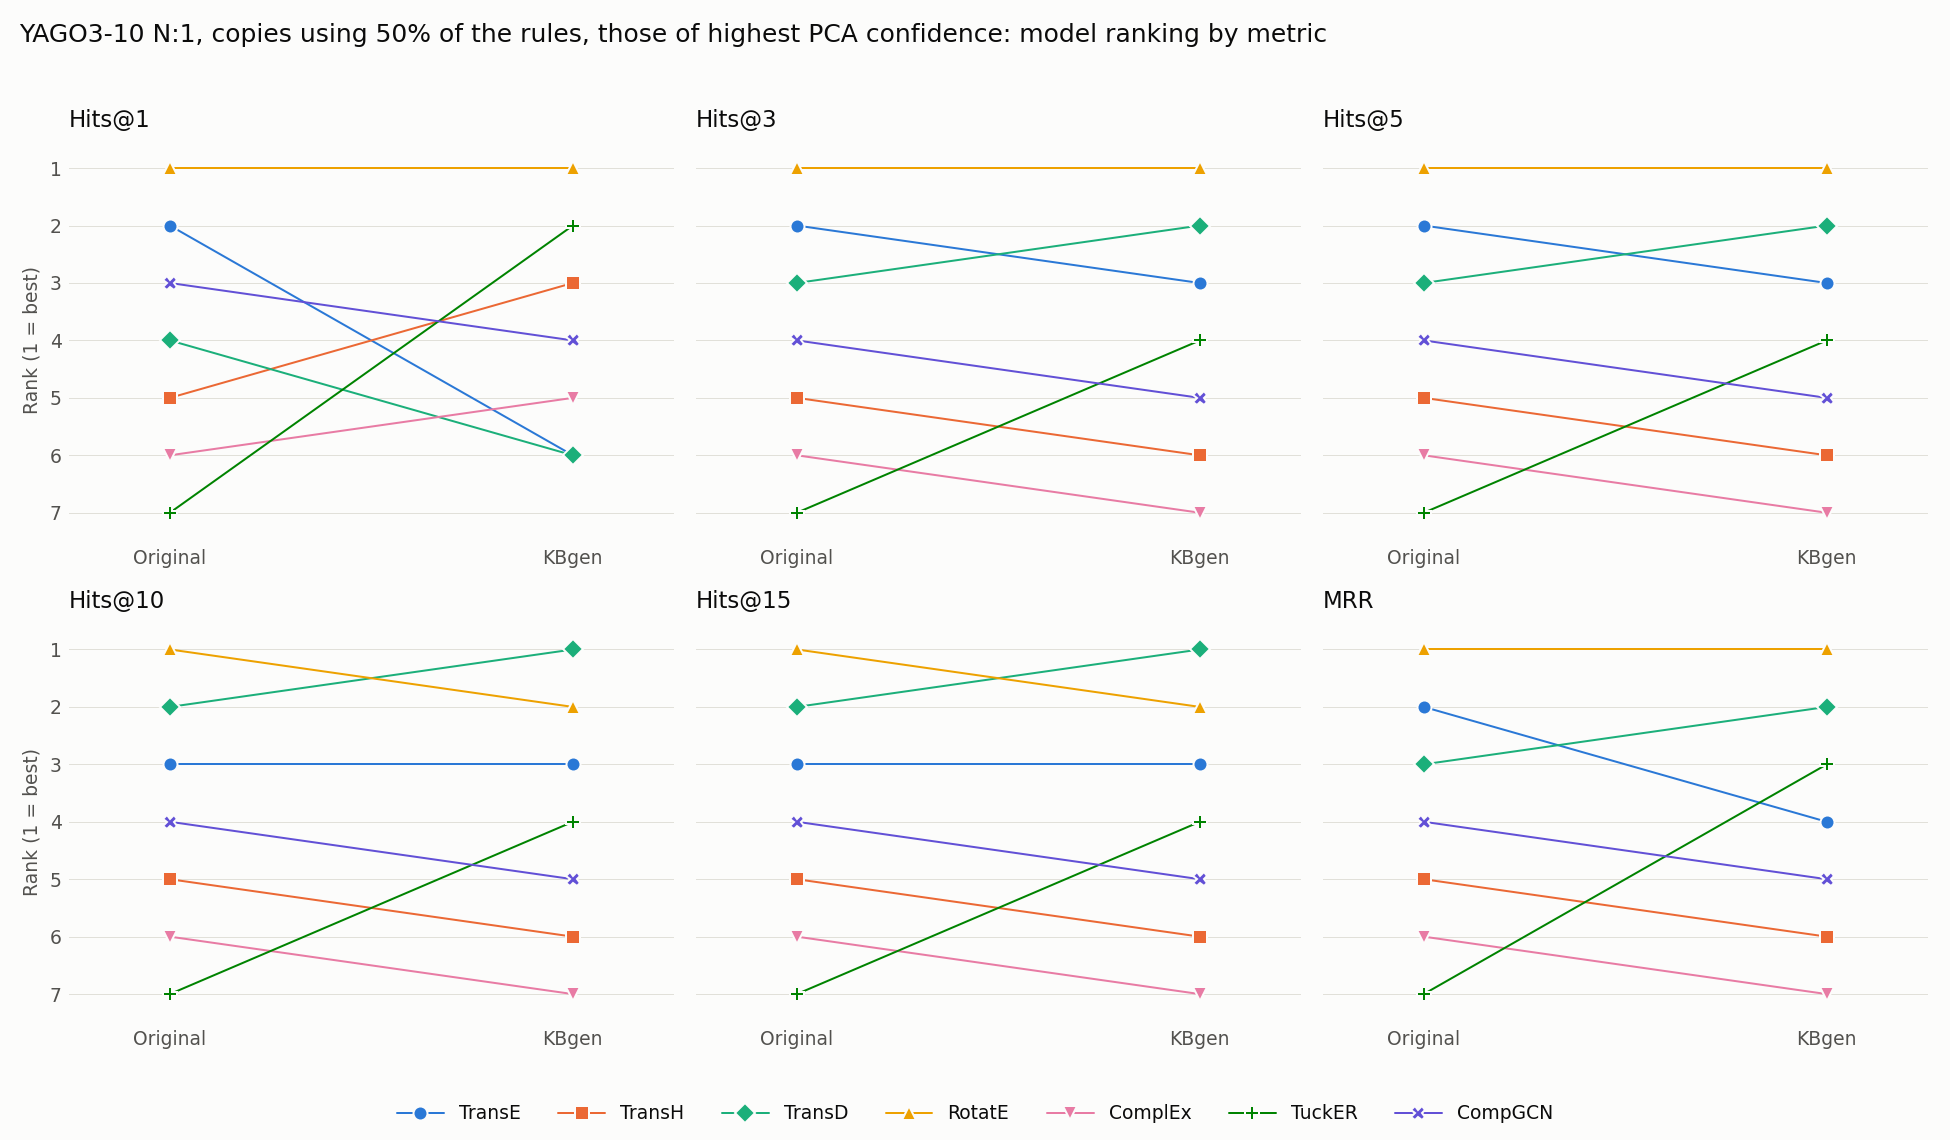 YAGO3-10 N:1, copies using 50% of the rules, those of highest PCA confidence: model ranking by metric
Hits@1
Hits@3
Hits@5
Rank (1 = best)
1
2
3
4
5
6
7
Original
KBgen
Original
KBgen
Original
KBgen
Hits@10
Hits@15
MRR
Rank (1 = best)
1
2
3
4
5
6
7
Original
KBgen
Original
KBgen
Original
KBgen
TransE
TransH
TransD
RotatE
ComplEx
TuckER
CompGCN